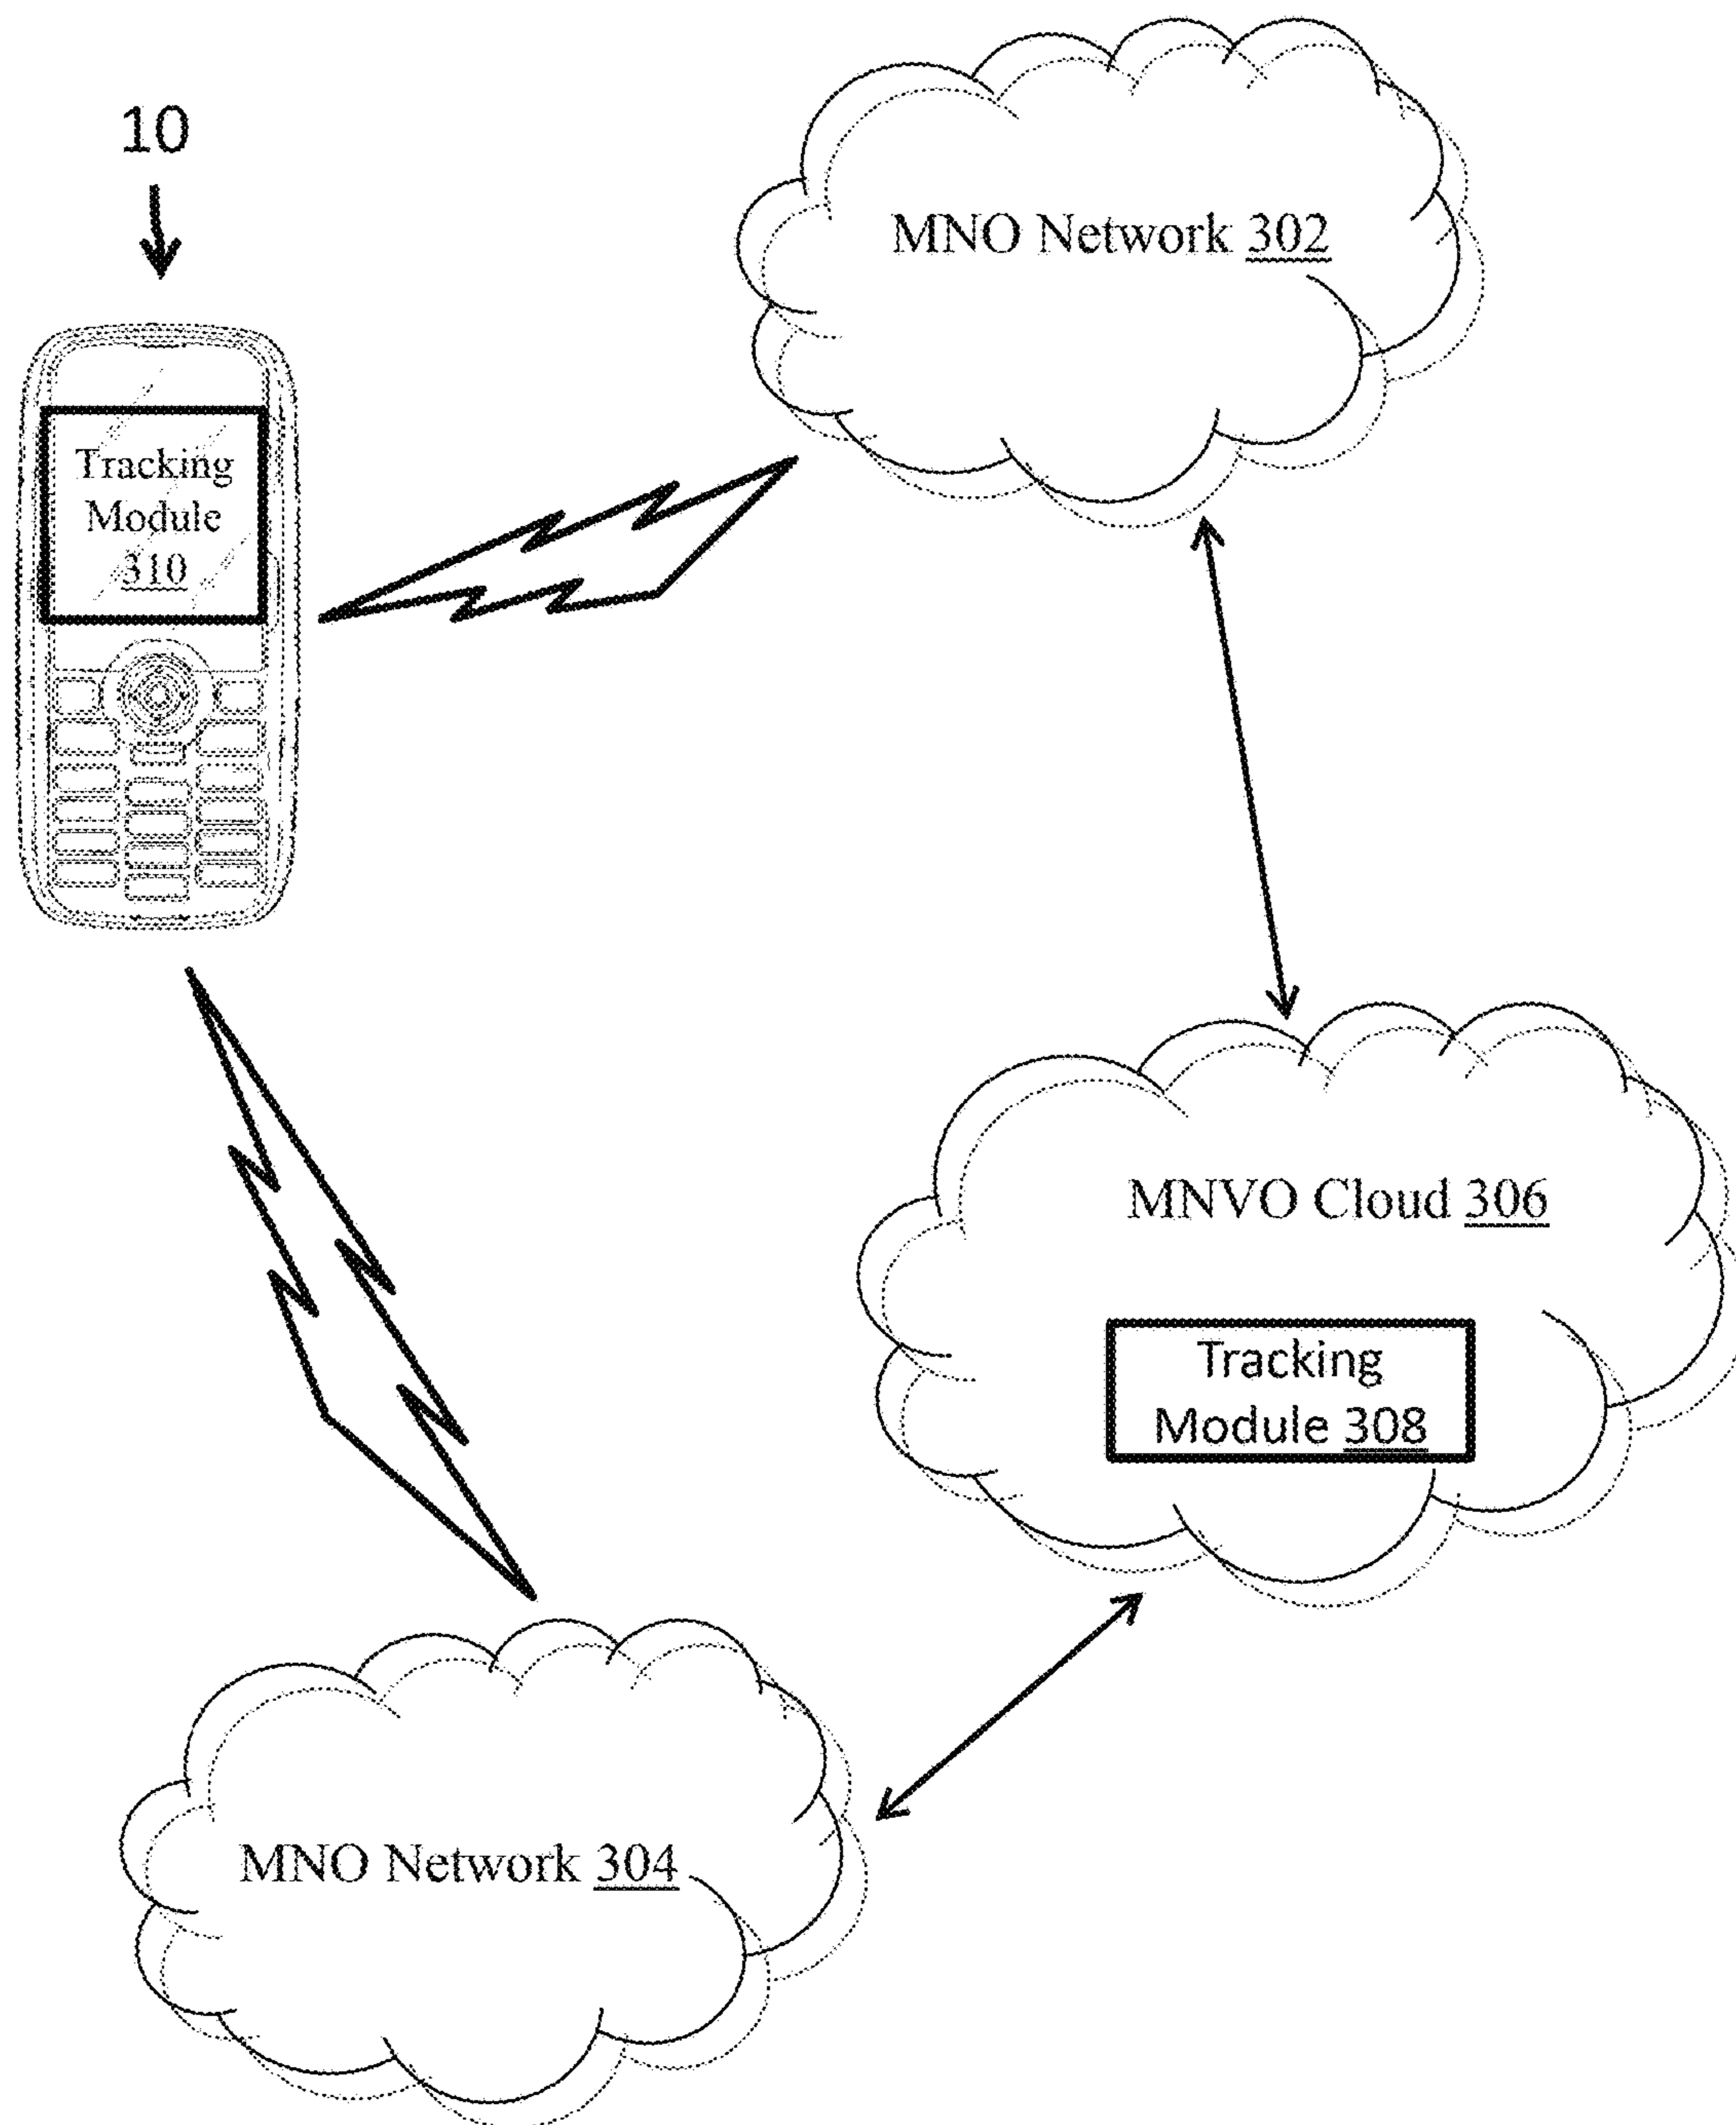 10
MNO Network 302
Tracking
Module
310
MNVO Cloud 306
Tracking
Module 308
MNO Network 304